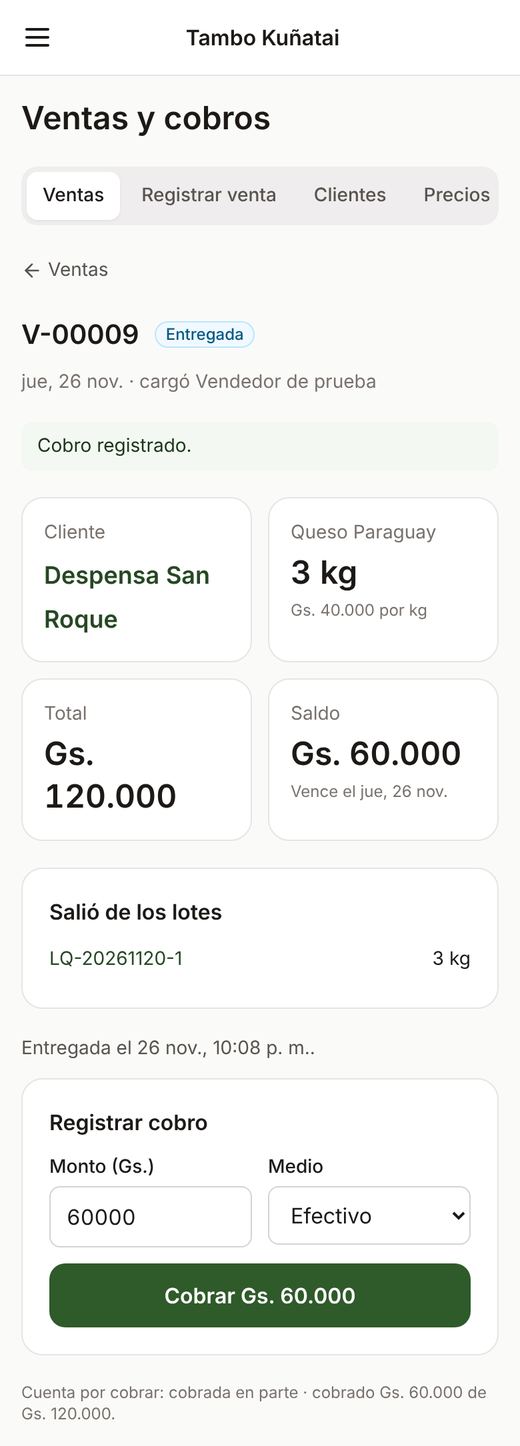 Tambo Kuñatai
Ventas y cobros
Ventas Registrar venta Clientes Precios
← Ventas
V-00009 Entregada
jue, 26 nov. · cargó Vendedor de prueba
Cobro registrado.
Cliente
Despensa San
Roque
Queso Paraguay
3 kg
Gs. 40.000 por kg
Total
Gs.
120.000
Saldo
Gs. 60.000
Vence el jue, 26 nov.
Salió de los lotes
LQ-20261120-1 3 kg
Entregada el 26 nov., 10:08 p. m..
Registrar cobro
Monto (Gs.) Medio
60000 Efectivo
Cobrar Gs. 60.000
Cuenta por cobrar: cobrada en parte · cobrado Gs. 60.000 de
Gs. 120.000.